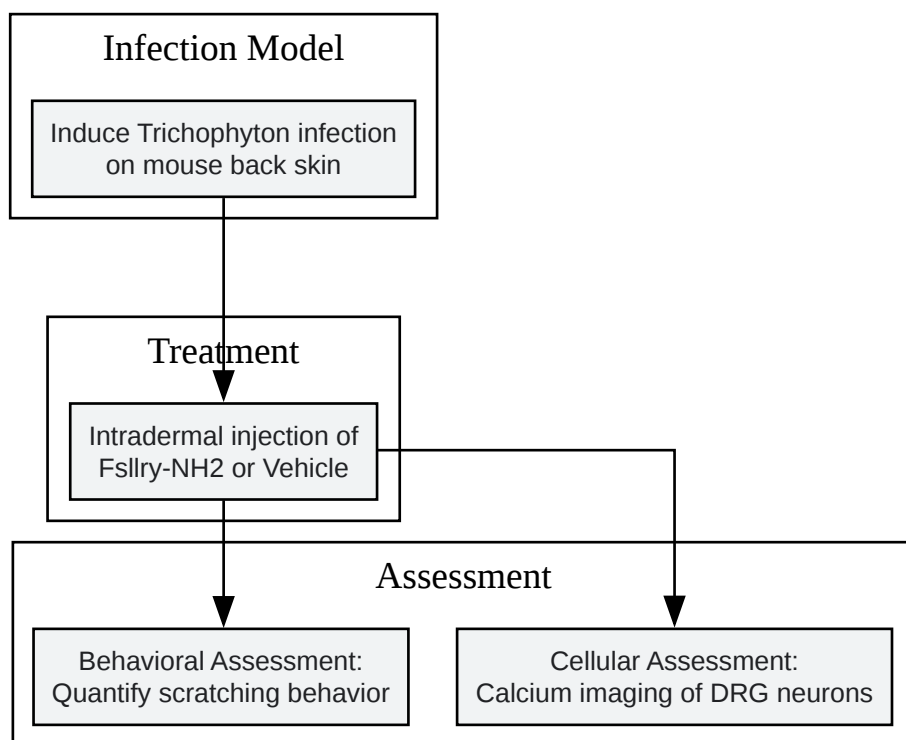 Infection Model
Induce Trichophyton infection
on mouse back skin
Treatment
Intradermal injection of
Fsllry-NH2 or Vehicle
Assessment
Behavioral Assessment:
Quantify scratching behavior
Cellular Assessment:
Calcium imaging of DRG neurons